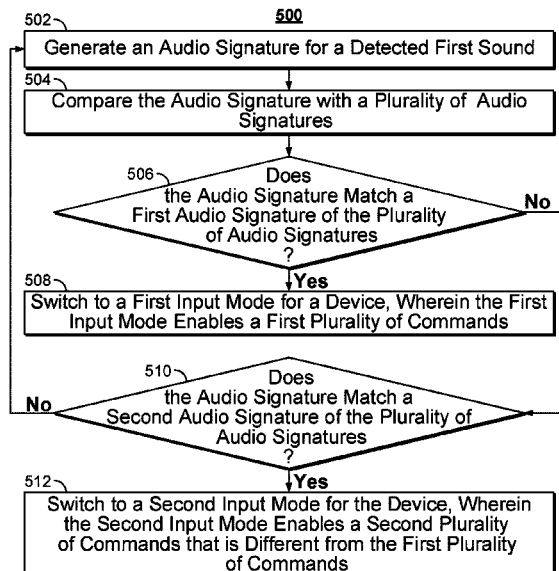 500
502
Generate an Audio Signature for a Detected First Sound
504
Compare the Audio Signature with a Plurality of Audio
Signatures
506
Does
the Audio Signature Match a
First Audio Signature of the Plurality
of Audio Signatures
?
No
Yes
508
Switch to a First Input Mode for a Device, Wherein the First
Input Mode Enables a First Plurality of Commands
510
Does
the Audio Signature Match a
Second Audio Signature of the Plurality of
Audio Signatures
?
No
Yes
512
Switch to a Second Input Mode for the Device, Wherein
the Second Input Mode Enables a Second Plurality
of Commands that is Different from the First Plurality
of Commands